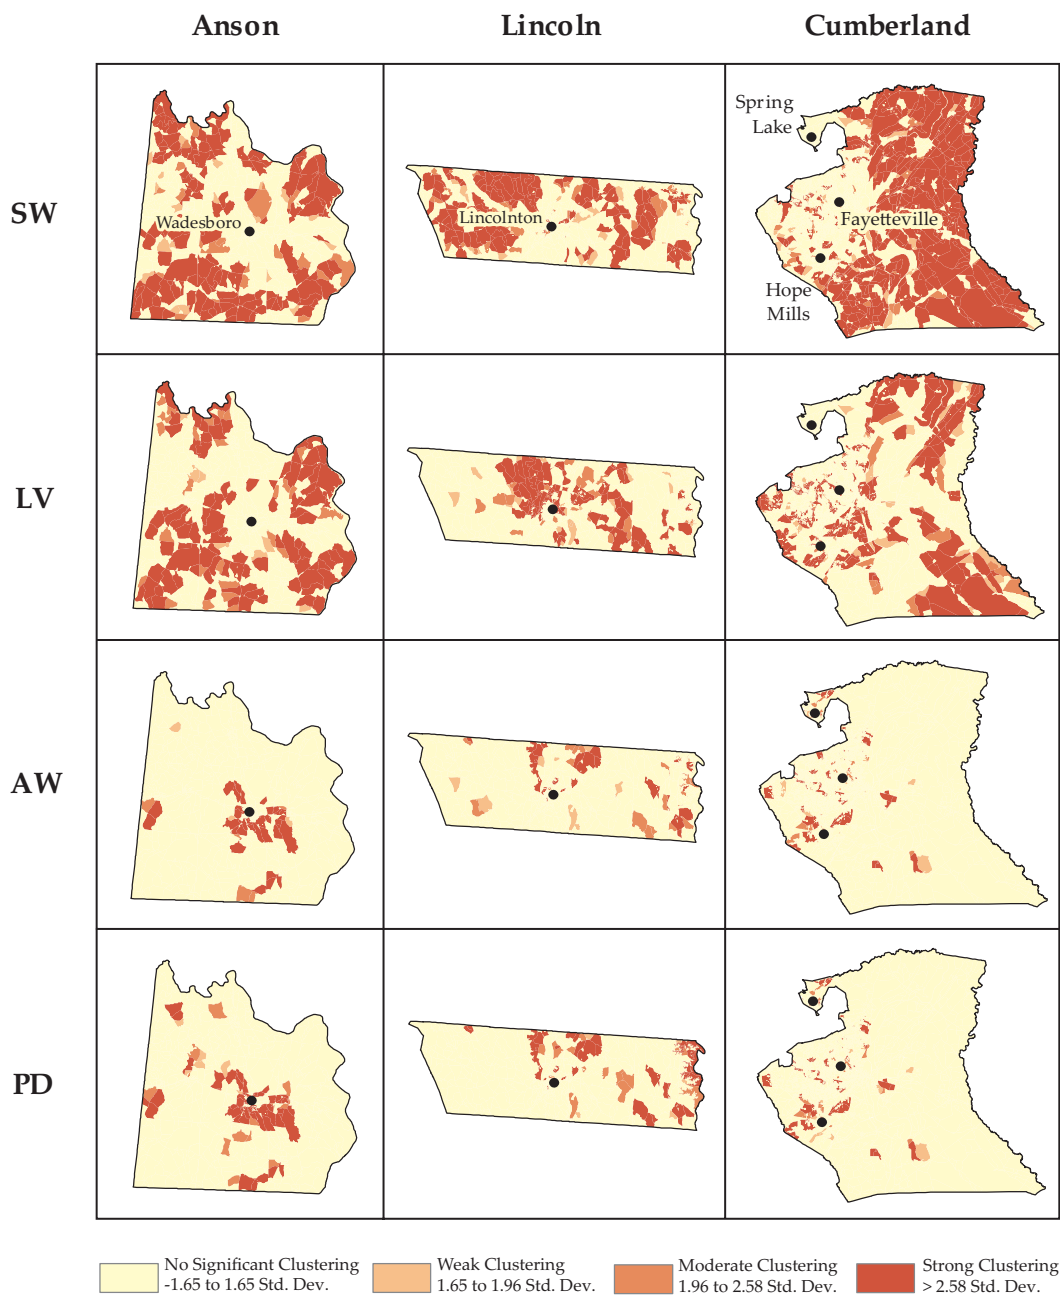 Anson
Lincoln
Cumberland
SW
Wadesboro
Lincolnton
Spring
Lake
Fayetteville
Hope
Mills
LV
AW
PD
No Significant Clustering
-1.65 to 1.65 Std. Dev.
Weak Clustering
1.65 to 1.96 Std. Dev.
Moderate Clustering
1.96 to 2.58 Std. Dev.
Strong Clustering
> 2.58 Std. Dev.